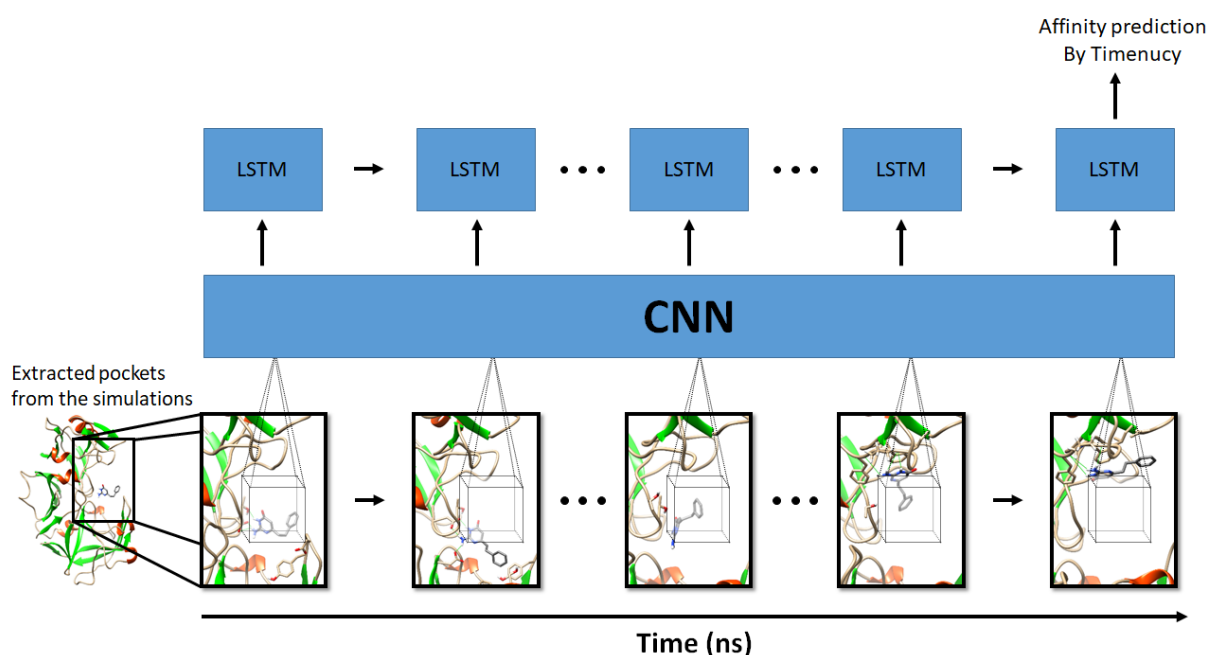 Affinity prediction
By Timenucy
LSTM
LSTM
LSTM
LSTM
LSTM
CNN
Extracted pockets
from the simulations
Time (ns)